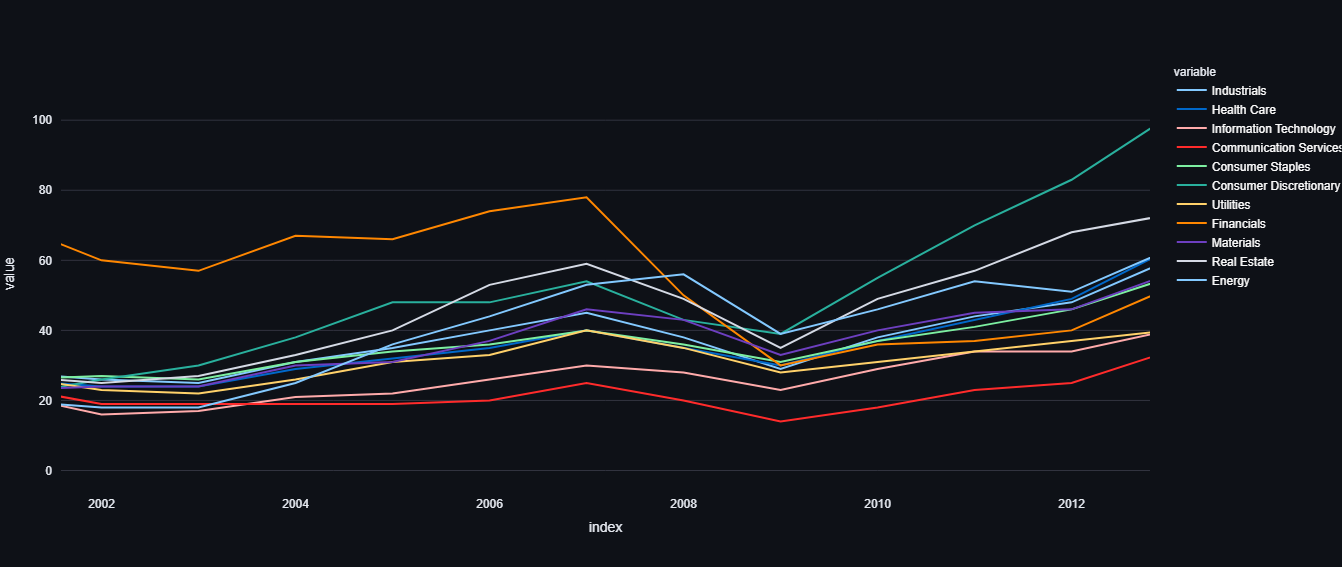 variable
Industrials
Health Care
Information Technology
Communication Services
Consumer Staples
Consumer Discretionary
Utilities
Financials
Materials
Real Estate
Energy
100
80
60
40
20
0
value
2002 2004 2006 2008 2010 2012
index